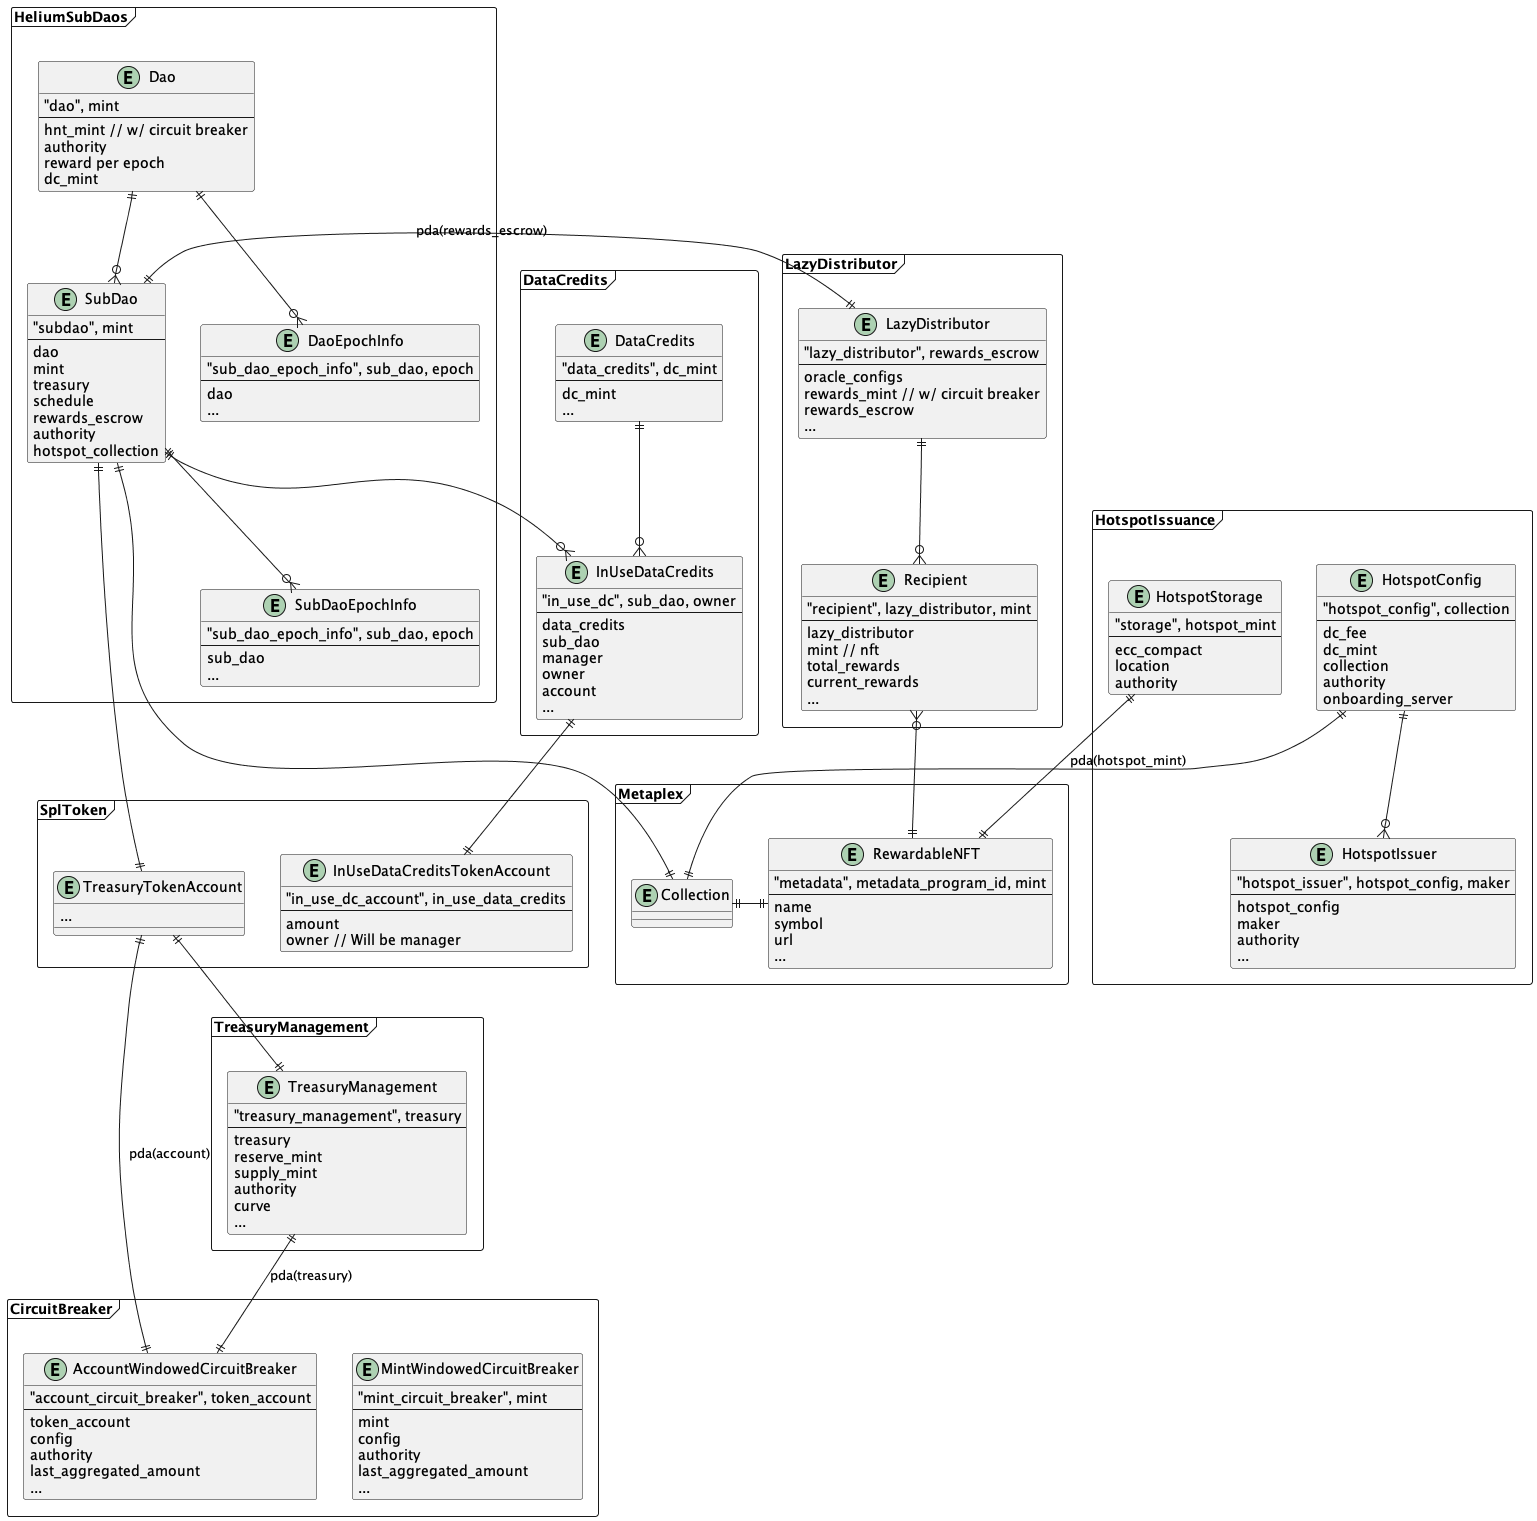 HeliumSubDaos
E Dao
"dao", mint
hnt_mint // w/ circuit breaker
authority
reward per epoch
dc_mint
pda(rewards_escrow)
E SubDao
"subdao", mint
dao
mint
treasury
schedule
rewards_escrow
authority
hotspot_collection
E DaoEpochInfo
"sub_dao_epoch_info", sub_dao, epoch
dao
...
E SubDaoEpochInfo
"sub_dao_epoch_info", sub_dao, epoch
sub_dao
...
DataCredits
E DataCredits
"data_credits", dc_mint
dc_mint
...
E InUseDataCredits
"in_use_dc", sub_dao, owner
data_credits
sub_dao
manager
owner
account
...
LazyDistributor
E LazyDistributor
"lazy_distributor", rewards_escrow
oracle_configs
rewards_mint // w/ circuit breaker
rewards_escrow
...
E Recipient
"recipient", lazy_distributor, mint
lazy_distributor
mint // nft
total_rewards
current_rewards
...
HotspotIssuance
E HotspotStorage
"storage", hotspot_mint
ecc_compact
location
authority
E HotspotConfig
"hotspot_config", collection
dc_fee
dc_mint
collection
authority
onboarding_server
pda(hotspot_mint)
E HotspotIssuer
"hotspot_issuer", hotspot_config, maker
hotspot_config
maker
authority
...
Metaplex
E Collection
E RewardableNFT
"metadata", metadata_program_id, mint
name
symbol
url
...
SplToken
E TreasuryTokenAccount
...
E InUseDataCreditsTokenAccount
"in_use_dc_account", in_use_data_credits
amount
owner // Will be manager
TreasuryManagement
E TreasuryManagement
"treasury_management", treasury
treasury
reserve_mint
supply_mint
authority
curve
...
pda(account)
pda(treasury)
CircuitBreaker
E AccountWindowedCircuitBreaker
"account_circuit_breaker", token_account
token_account
config
authority
last_aggregated_amount
...
E MintWindowedCircuitBreaker
"mint_circuit_breaker", mint
mint
config
authority
last_aggregated_amount
...